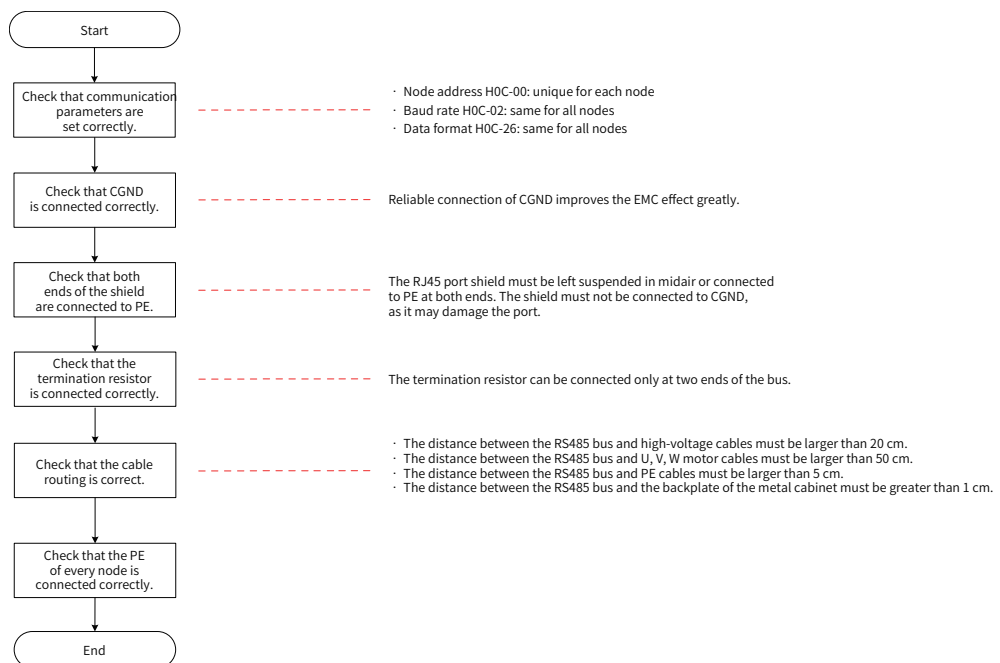 Start
Check that communication
parameters are
set correctly.
· Node address H0C-00: unique for each node
· Baud rate H0C-02: same for all nodes
· Data format H0C-26: same for all nodes
Check that CGND
is connected correctly.
Reliable connection of CGND improves the EMC effect greatly.
Check that both
ends of the shield
are connected to PE.
The RJ45 port shield must be left suspended in midair or connected
to PE at both ends. The shield must not be connected to CGND,
as it may damage the port.
Check that the
termination resistor
is connected correctly.
The termination resistor can be connected only at two ends of the bus.
Check that the cable
routing is correct.
· The distance between the RS485 bus and high-voltage cables must be larger than 20 cm.
· The distance between the RS485 bus and U, V, W motor cables must be larger than 50 cm.
· The distance between the RS485 bus and PE cables must be larger than 5 cm.
· The distance between the RS485 bus and the backplate of the metal cabinet must be greater than 1 cm.
Check that the PE
of every node is
connected correctly.
End